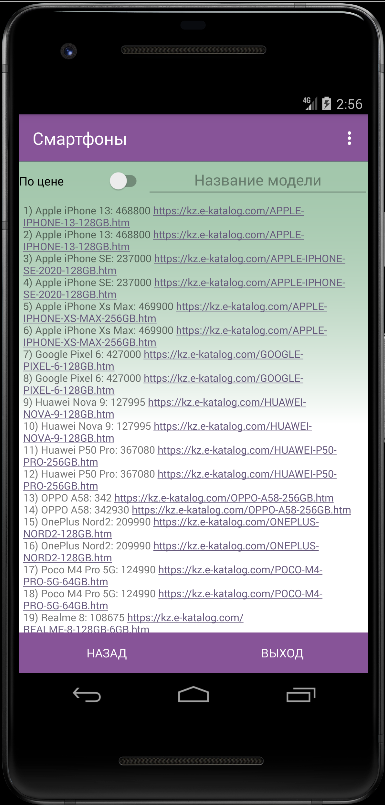 4G 2:56
Смартфоны
По цене Название модели
1) Apple iPhone 13: 468800 https://kz.e-katalog.com/APPLE-
IPHONE-13-128GB.htm
2) Apple iPhone 13: 468800 https://kz.e-katalog.com/APPLE-
IPHONE-13-128GB.htm
3) Apple iPhone SE: 237000 https://kz.e-katalog.com/APPLE-IPHONE-
SE-2020-128GB.htm
4) Apple iPhone SE: 237000 https://kz.e-katalog.com/APPLE-IPHONE-
SE-2020-128GB.htm
5) Apple iPhone Xs Max: 469900 https://kz.e-katalog.com/APPLE-
IPHONE-XS-MAX-256GB.htm
6) Apple iPhone Xs Max: 469900 https://kz.e-katalog.com/APPLE-
IPHONE-XS-MAX-256GB.htm
7) Google Pixel 6: 427000 https://kz.e-katalog.com/GOOGLE-
PIXEL-6-128GB.htm
8) Google Pixel 6: 427000 https://kz.e-katalog.com/GOOGLE-
PIXEL-6-128GB.htm
9) Huawei Nova 9: 127995 https://kz.e-katalog.com/HUAWEI-
NOVA-9-128GB.htm
10) Huawei Nova 9: 127995 https://kz.e-katalog.com/HUAWEI-
NOVA-9-128GB.htm
11) Huawei P50 Pro: 367080 https://kz.e-katalog.com/HUAWEI-P50-
PRO-256GB.htm
12) Huawei P50 Pro: 367080 https://kz.e-katalog.com/HUAWEI-P50-
PRO-256GB.htm
13) OPPO A58: 342 https://kz.e-katalog.com/OPPO-A58-256GB.htm
14) OPPO A58: 342930 https://kz.e-katalog.com/OPPO-A58-256GB.htm
15) OnePlus Nord2: 209990 https://kz.e-katalog.com/ONEPLUS-
NORD2-128GB.htm
16) OnePlus Nord2: 209990 https://kz.e-katalog.com/ONEPLUS-
NORD2-128GB.htm
17) Poco M4 Pro 5G: 124990 https://kz.e-katalog.com/POCO-M4-
PRO-5G-64GB.htm
18) Poco M4 Pro 5G: 124990 https://kz.e-katalog.com/POCO-M4-
PRO-5G-64GB.htm
19) Realme 8: 108675 https://kz.e-katalog.com/
REALME-8-128GB-6GB.htm
НАЗАД ВЫХОД